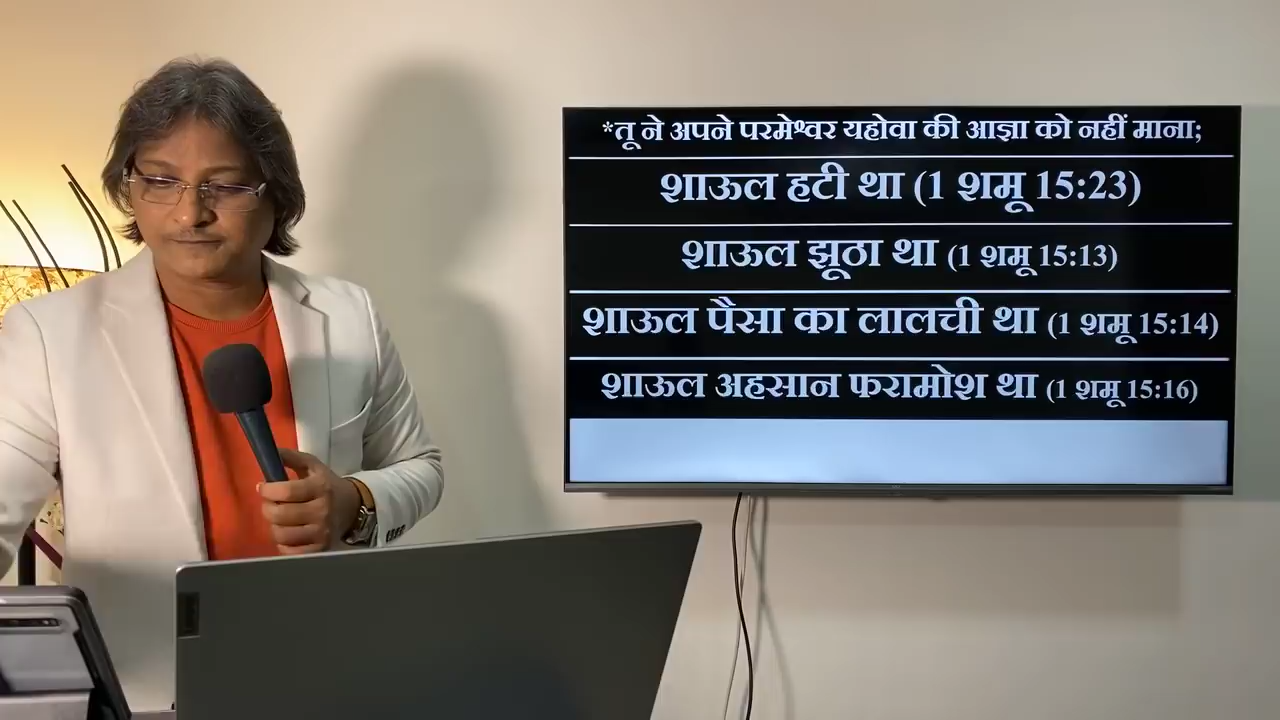 *तू ने अपने परमेश्वर यहोवा की आज्ञा को नहीं माना;
शाऊल हटी था (1 शमू 15:23)
शाऊल झूठा था (1 शमू 15:13)
शाऊल पैसा का लालची था (1 शमू 15:14)
शाऊल अहसान फरामोश था (1 शमू 15:16)